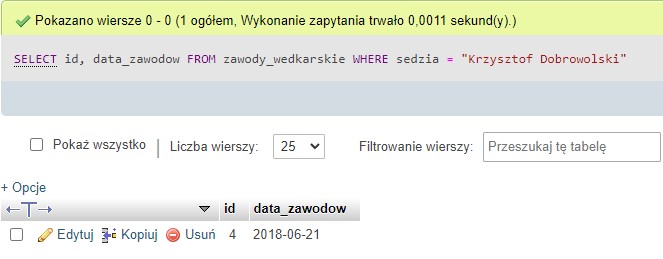 Pokazano wiersze 0 - 0 (1 ogółem, Wykonanie zapytania trwało 0,0011 sekund(y).)
SELECT id, data_zawodow FROM zawody_wedkarskie WHERE sedzia = "Krzysztof Dobrowolski"
Pokaż wszystko | Liczba wierszy: 25 Filtrowanie wierszy: Przeszukaj tę tabelę
+ Opcje
←T→ id data_zawodow
Edytuj Kopiuj Usuń 4 2018-06-21